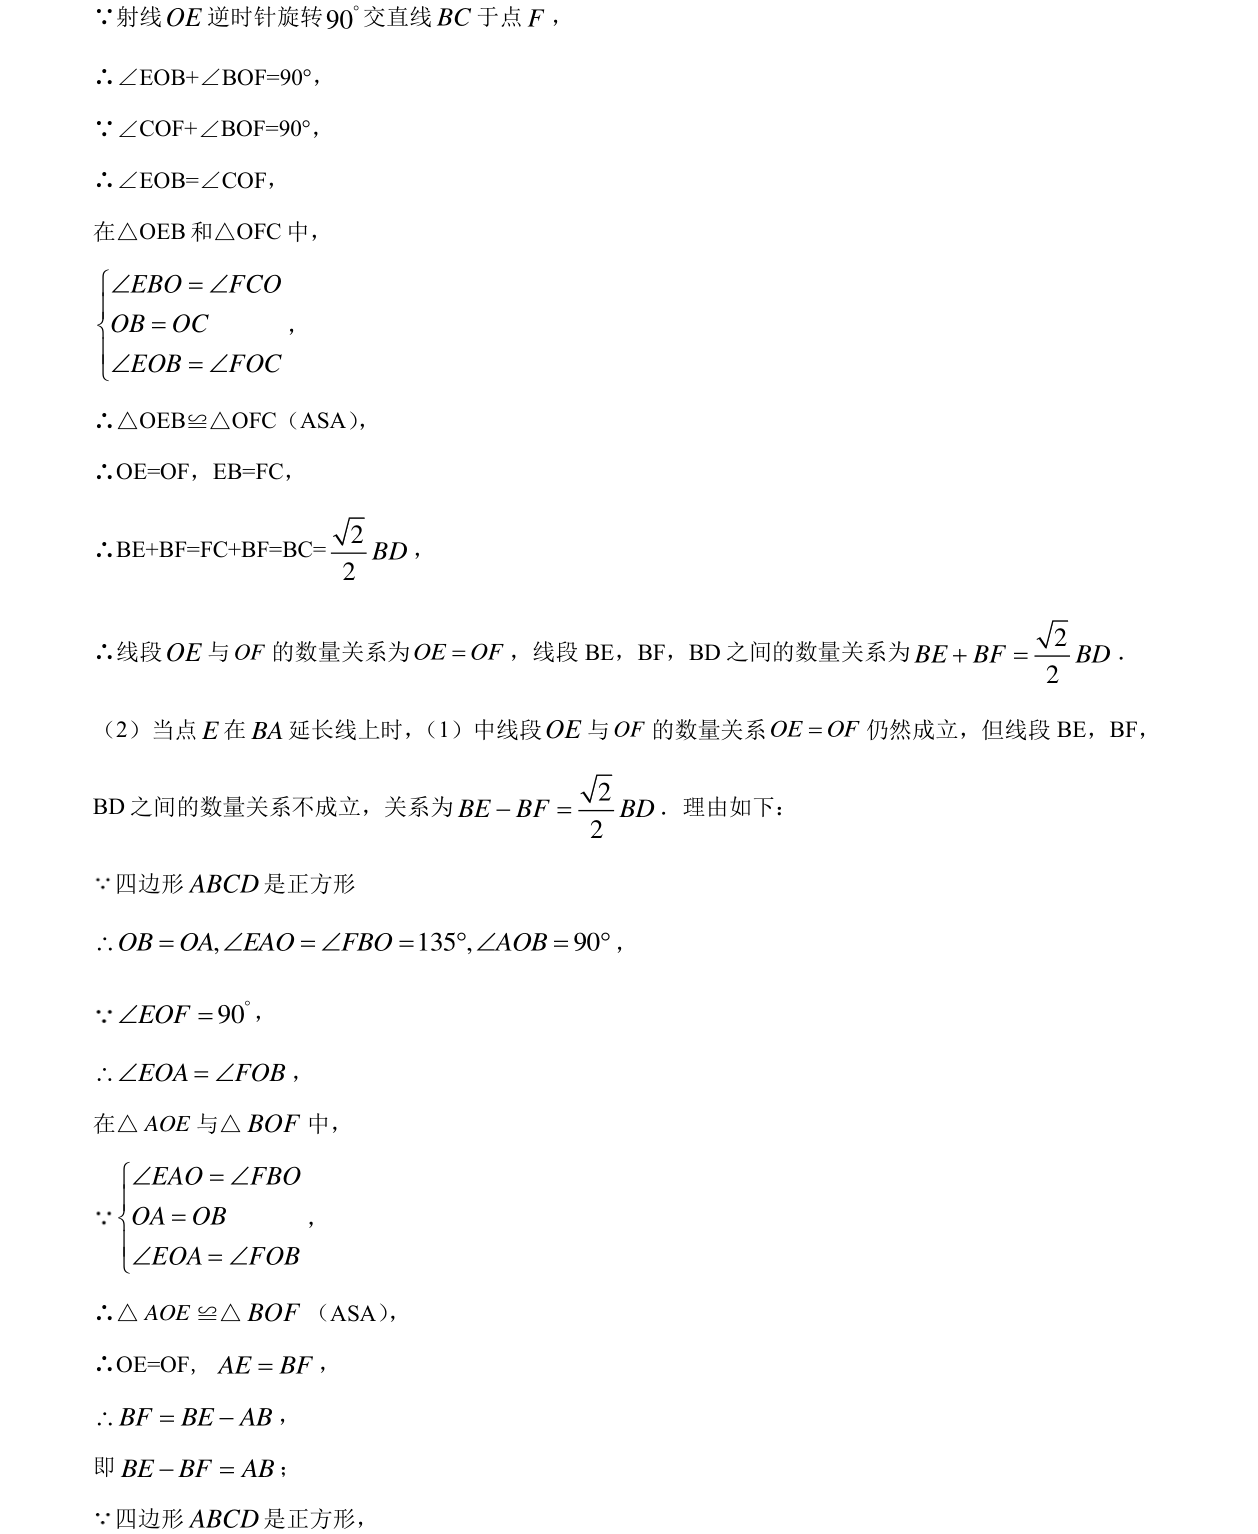 ∵射线OE逆时针旋转90°交直线BC于点F，
∴∠EOB+∠BOF=90°，
∵∠COF+∠BOF=90°，
∴∠EOB=∠COF，
在△OEB和△OFC中，
{∠EBO=∠FCO
OB=OC ，
∠EOB=∠FOC
∴△OEB≌△OFC（ASA），
∴OE=OF，EB=FC，
∴BE+BF=FC+BF=BC=√2/2 BD，
∴线段OE与OF的数量关系为OE=OF，线段BE，BF，BD之间的数量关系为BE+BF=√2/2 BD．
（2）当点E在BA延长线上时，（1）中线段OE与OF的数量关系OE=OF仍然成立，但线段BE，BF，
BD之间的数量关系不成立，关系为BE−BF=√2/2 BD．理由如下：
∵四边形ABCD是正方形
∴OB=OA,∠EAO=∠FBO=135°,∠AOB=90°，
∵∠EOF=90°，
∴∠EOA=∠FOB，
在△AOE与△BOF中，
∵{∠EAO=∠FBO
OA=OB ，
∠EOA=∠FOB
∴△AOE≌△BOF（ASA），
∴OE=OF, AE=BF，
∴BF=BE−AB，
即BE−BF=AB；
∵四边形ABCD是正方形，